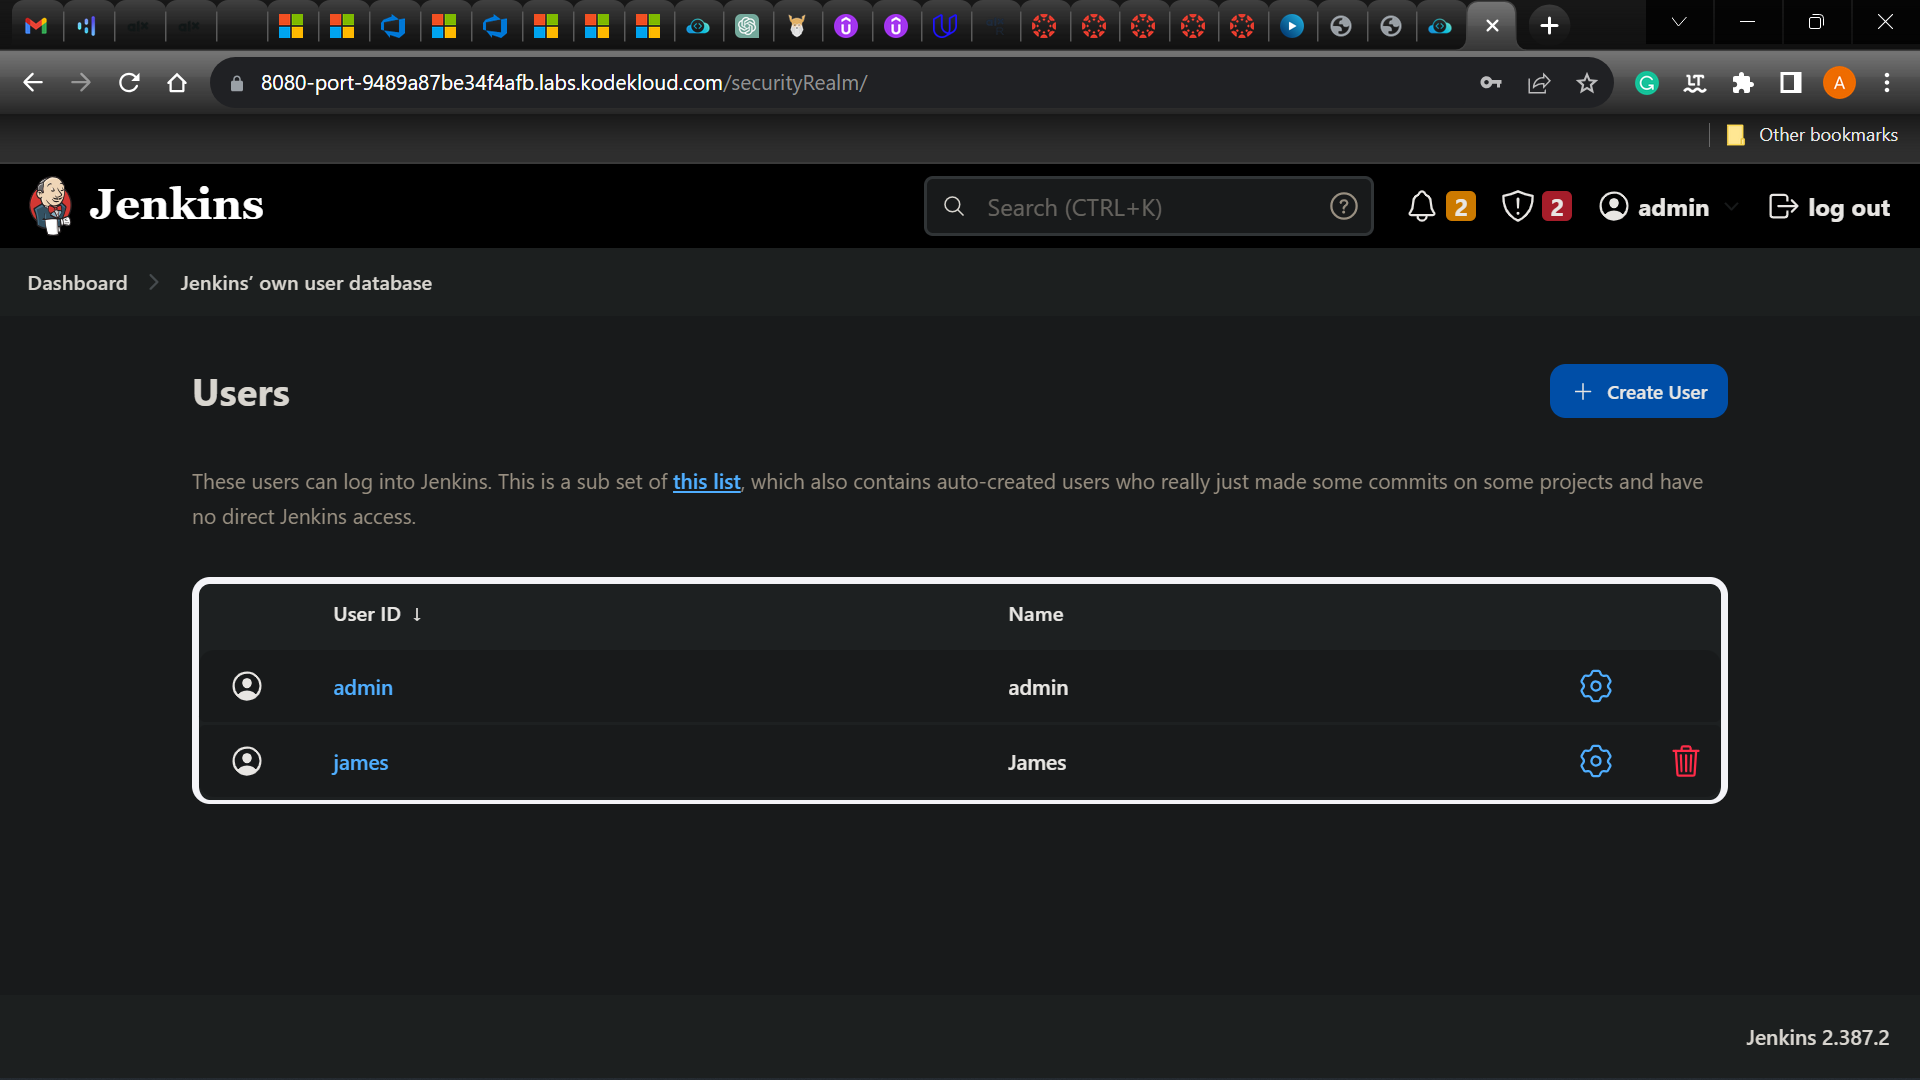 8080-port-9489a87be34f4afb.labs.kodekloud.com/securityRealm/
A
Other bookmarks
Jenkins
Search (CTRL+K)
2
2
admin
log out
Dashboard
Jenkins' own user database
Users
Create User
These users can log into Jenkins. This is a sub set of this list, which also contains auto-created users who really just made some commits on some projects and have
no direct Jenkins access.
User ID ↓
Name
admin
admin
james
James
Jenkins 2.387.2